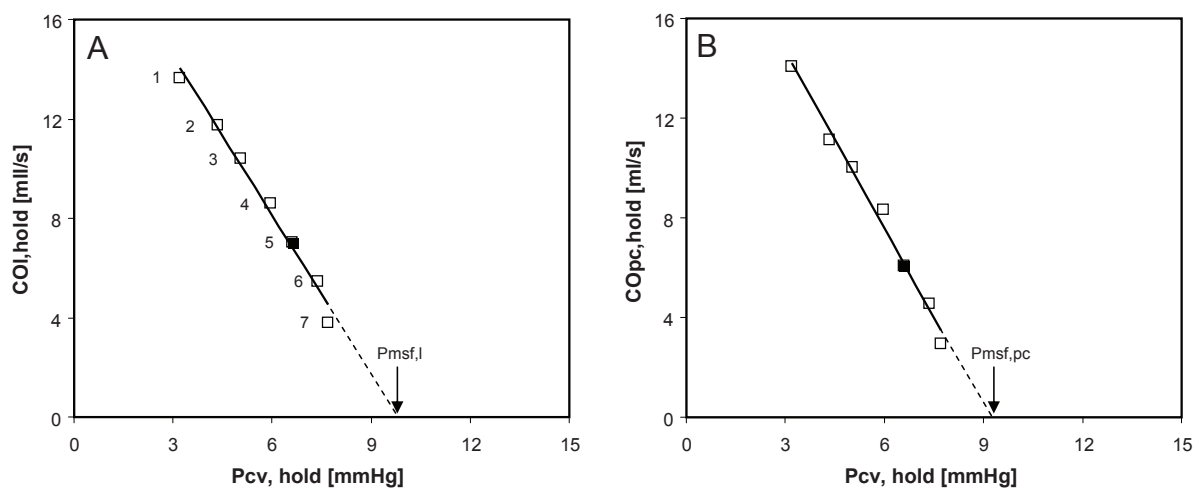 A
16
12
8
4
0
COl,hold [mll/s]
1
2
3
4
5
6
7
Pmsf,l
0 3 6 9 12 15
Pcv, hold [mmHg]
B
16
12
8
4
0
COpc,hold [ml/s]
Pmsf,pc
0 3 6 9 12 15
Pcv, hold [mmHg]